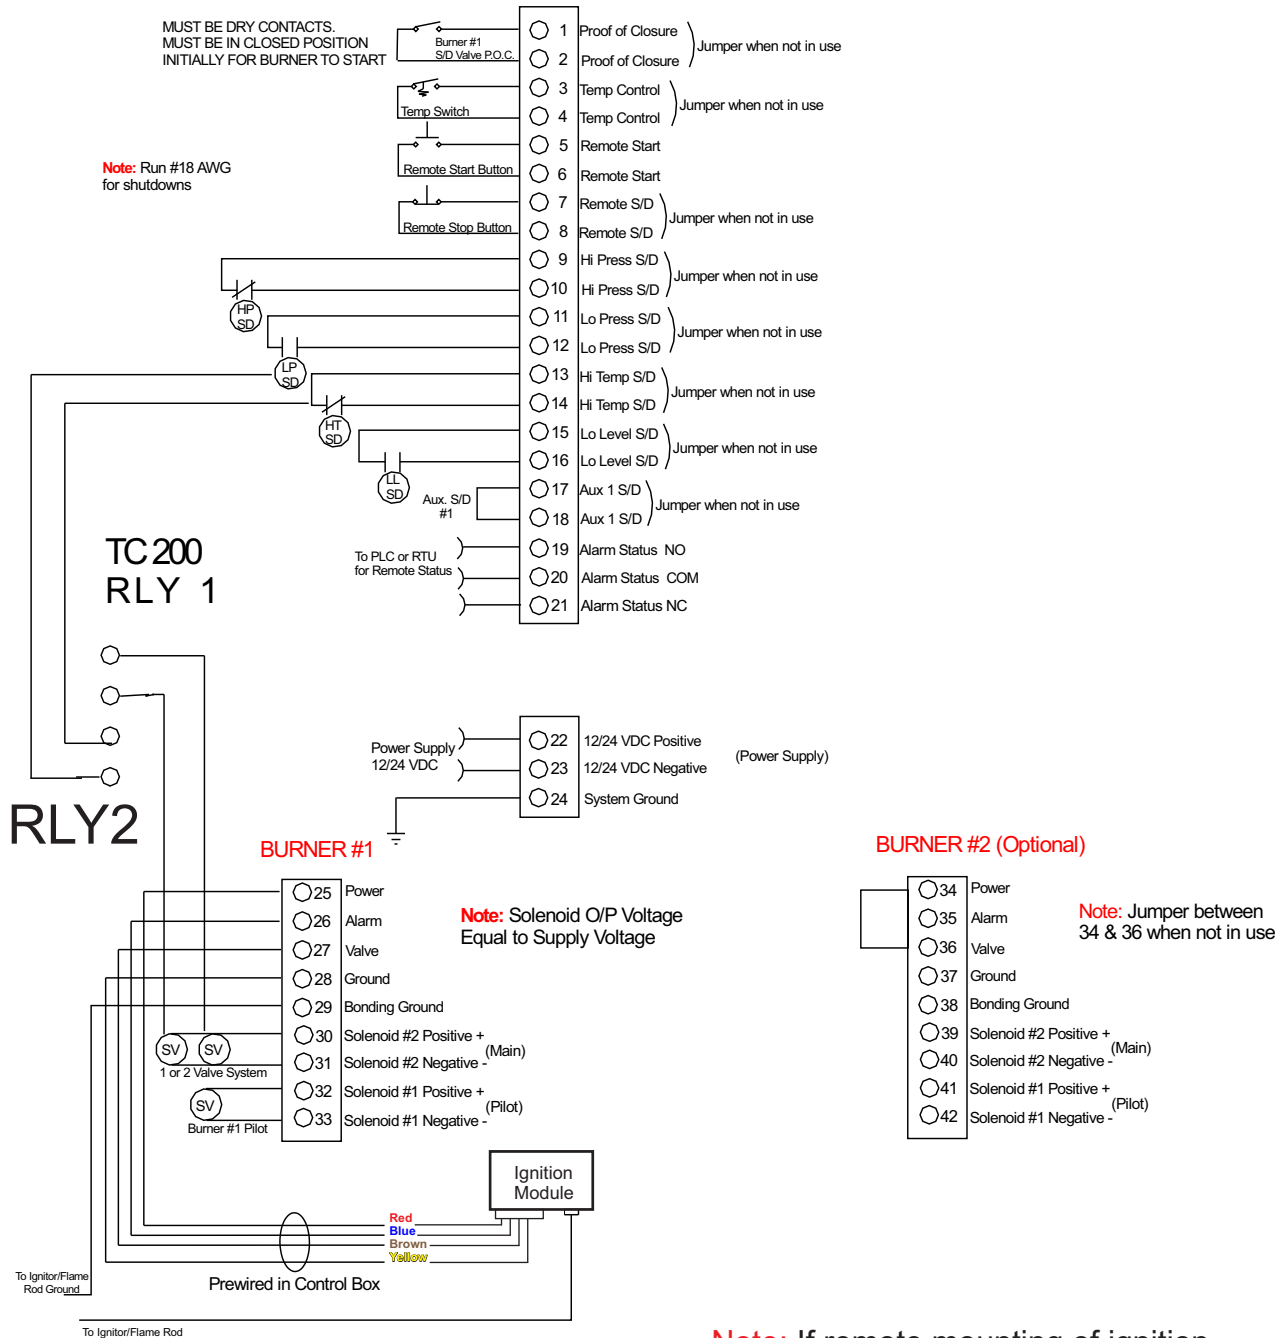 MUST BE DRY CONTACTS.
MUST BE IN CLOSED POSITION
INITIALLY FOR BURNER TO START
Burner #1
S/D Valve P.O.C.
1 Proof of Closure
2 Proof of Closure
Jumper when not in use
3 Temp Control
4 Temp Control
Jumper when not in use
Temp Switch
5 Remote Start
6 Remote Start
Remote Start Button
Note: Run #18 AWG
for shutdowns
7 Remote S/D
8 Remote S/D
Jumper when not in use
Remote Stop Button
9 Hi Press S/D
10 Hi Press S/D
Jumper when not in use
HP
SD
11 Lo Press S/D
12 Lo Press S/D
Jumper when not in use
LP
SD
13 Hi Temp S/D
14 Hi Temp S/D
Jumper when not in use
HT
SD
15 Lo Level S/D
16 Lo Level S/D
Jumper when not in use
LL
SD
17 Aux 1 S/D
18 Aux 1 S/D
Jumper when not in use
Aux. S/D
#1
19 Alarm Status NO
20 Alarm Status COM
21 Alarm Status NC
To PLC or RTU
for Remote Status
TC200
RLY 1
RLY2
Power Supply
12/24 VDC
22 12/24 VDC Positive
23 12/24 VDC Negative
24 System Ground
(Power Supply)
BURNER #1
25 Power
26 Alarm
27 Valve
28 Ground
29 Bonding Ground
30 Solenoid #2 Positive +
31 Solenoid #2 Negative -
(Main)
32 Solenoid #1 Positive +
33 Solenoid #1 Negative -
(Pilot)
Note: Solenoid O/P Voltage
Equal to Supply Voltage
SV SV
1 or 2 Valve System
SV
Burner #1 Pilot
BURNER #2 (Optional)
34 Power
35 Alarm
36 Valve
37 Ground
38 Bonding Ground
39 Solenoid #2 Positive +
40 Solenoid #2 Negative -
(Main)
41 Solenoid #1 Positive +
42 Solenoid #1 Negative -
(Pilot)
Note: Jumper between
34 & 36 when not in use
Ignition
Module
Red
Blue
Brown
Yellow
Prewired in Control Box
To Ignitor/Flame
Rod Ground
To Ignitor/Flame Rod
Note: If remote mounting of ignition